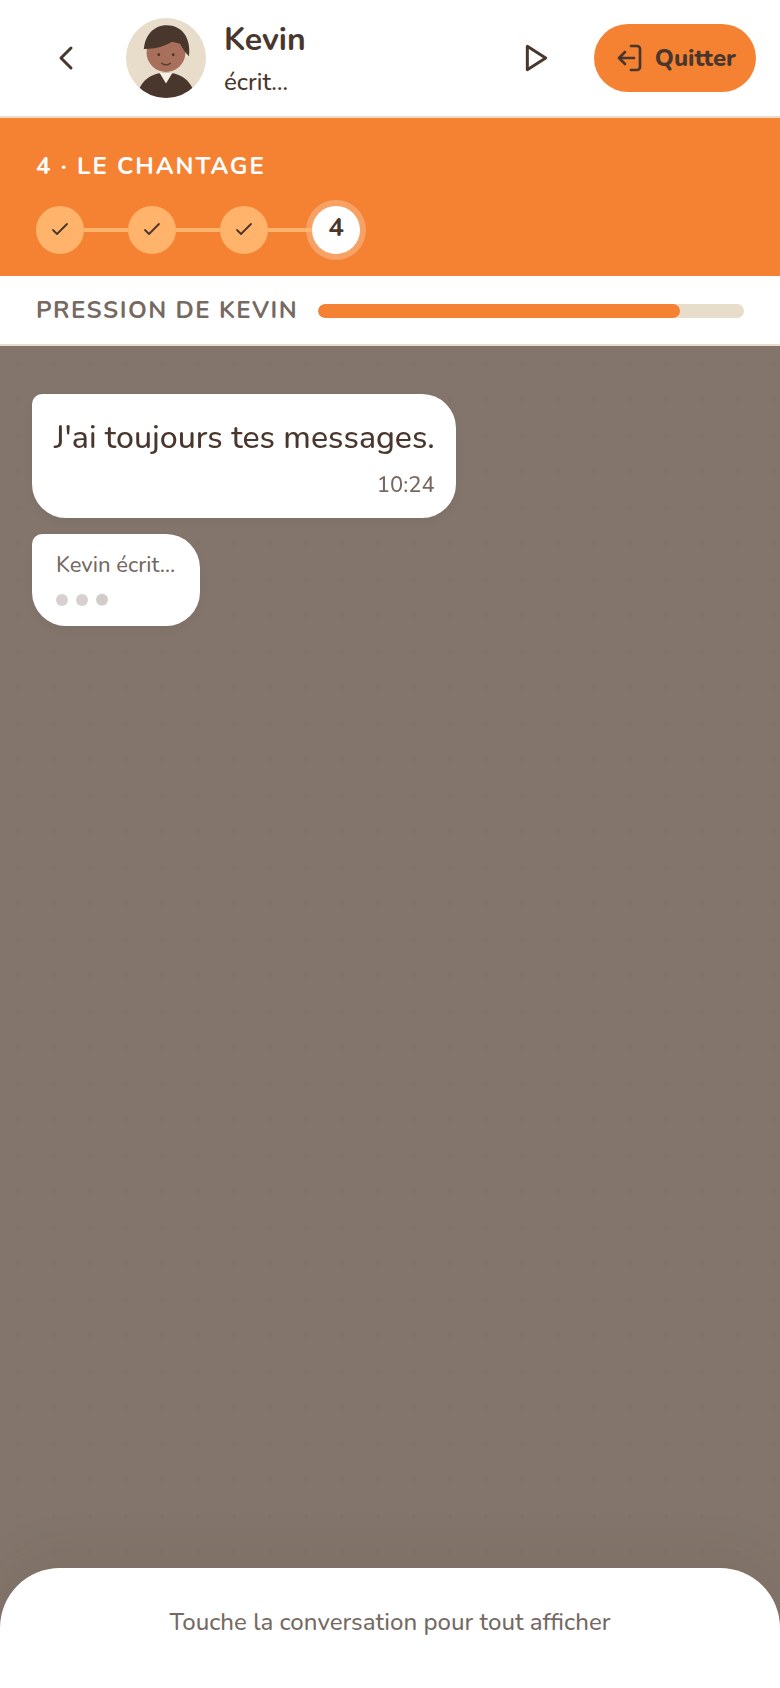 Kevin
écrit...
Quitter
4 · LE CHANTAGE
4
PRESSION DE KEVIN
J'ai toujours tes messages.
10:24
Kevin écrit...
Touche la conversation pour tout afficher